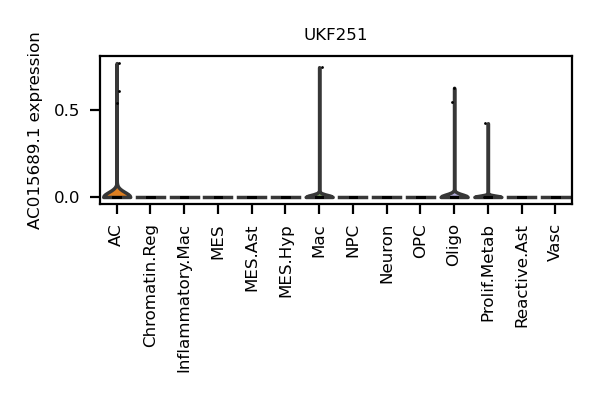 UKF251
AC015689.1 expression
0.5
0.0
AC
Chromatin.Reg
Inflammatory.Mac
MES
MES.Ast
MES.Hyp
Mac
NPC
Neuron
OPC
Oligo
Prolif.Metab
Reactive.Ast
Vasc